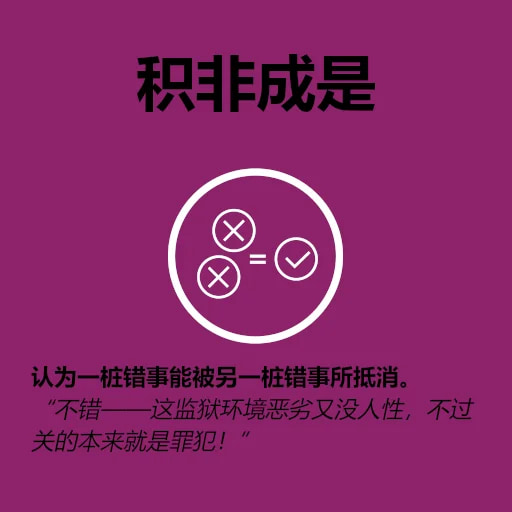 积非成是
认为一桩错事能被另一桩错事所抵消。
“不错——这监狱环境恶劣又没人性，不过
关的本来就是罪犯！”